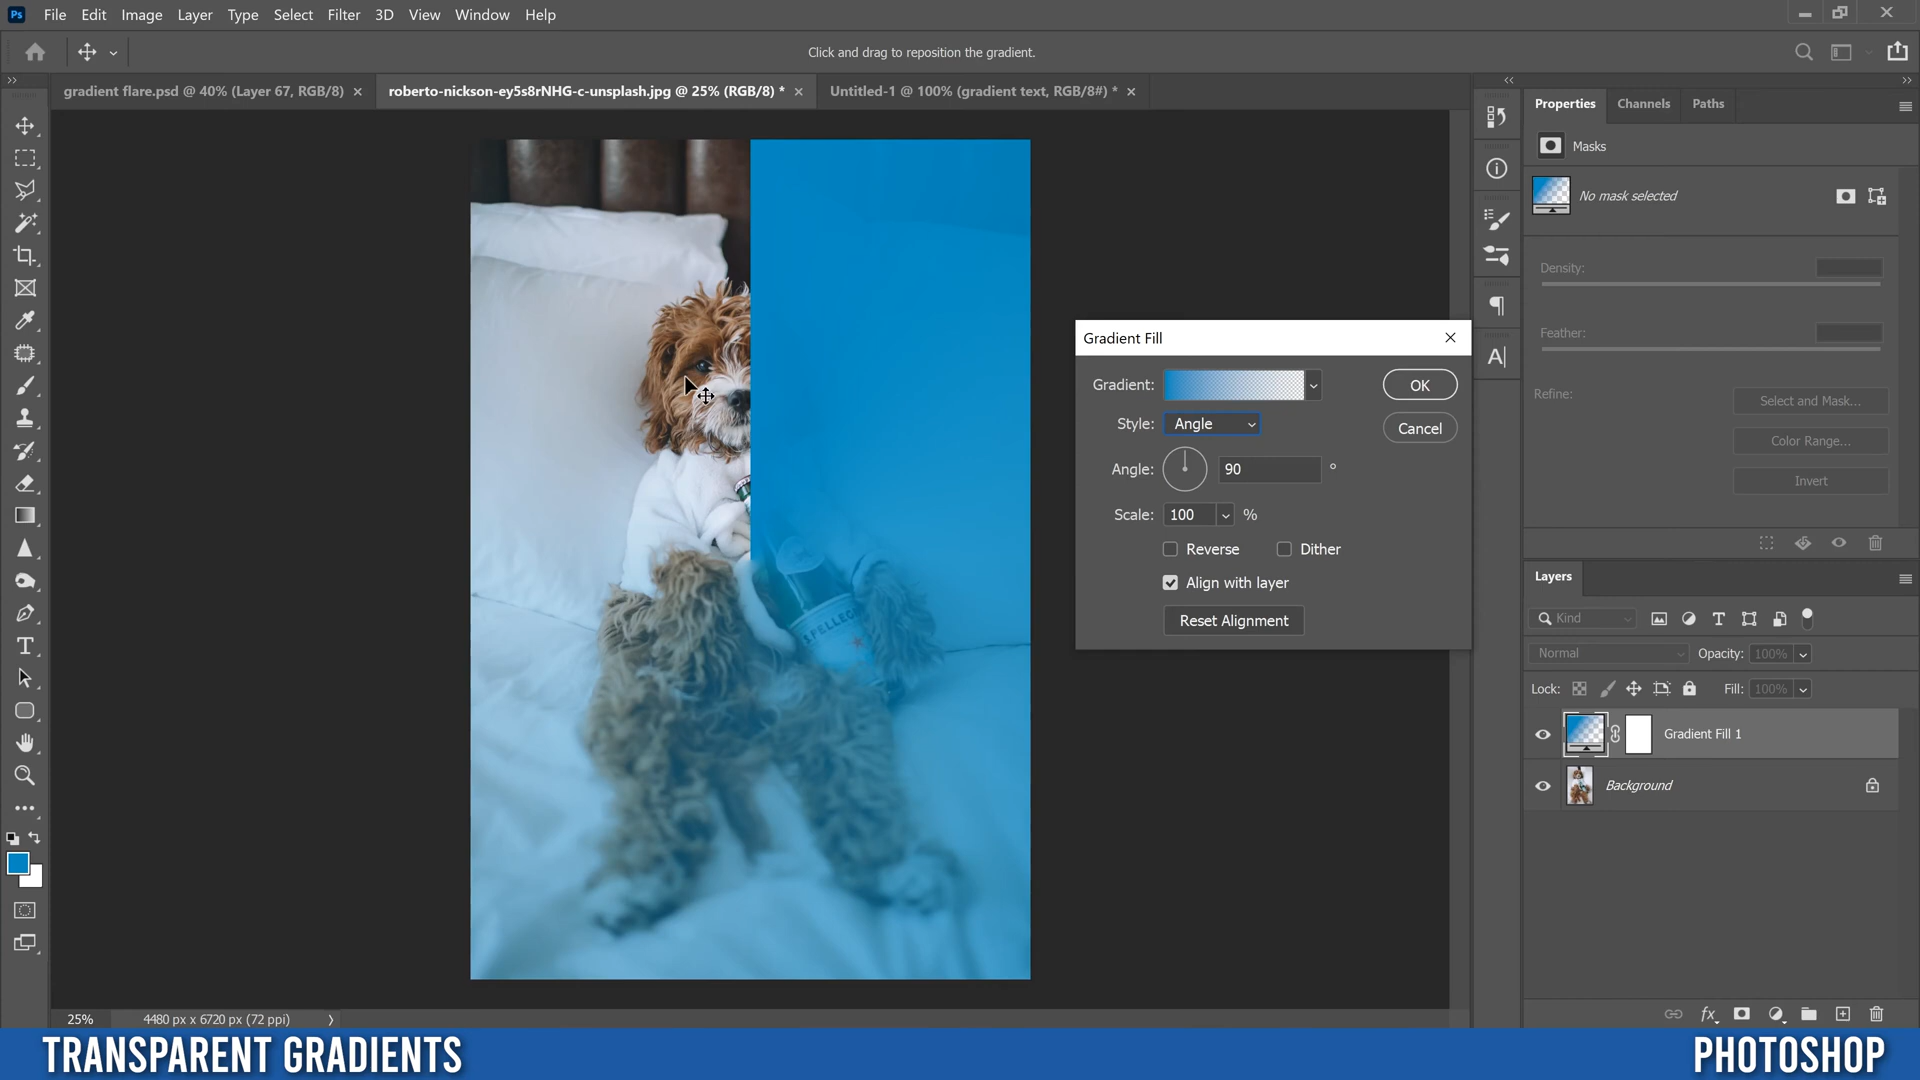 Ps File Edit Image Layer Type Select Filter 3D View Window Help
Click and drag to reposition the gradient.
gradient flare.psd @ 40% (Layer 67, RGB/8) × roberto-nickson-ey5s8rNHG-c-unsplash.jpg @ 25% (RGB/8) * × Untitled-1 @ 100% (gradient text, RGB/8#) * ×
Properties Channels Paths
Masks
No mask selected
Density:
Feather:
Refine:
Select and Mask...
Color Range...
Invert
Gradient Fill
Gradient:
OK
Style: Angle
Cancel
Angle: 90 °
Scale: 100 %
Reverse Dither
Align with layer
Reset Alignment
S.PELLEG
Layers
Kind
Normal Opacity: 100%
Lock: Fill: 100%
Gradient Fill 1
Background
25% 4480 px x 6720 px (72 ppi)
TRANSPARENT GRADIENTS
PHOTOSHOP